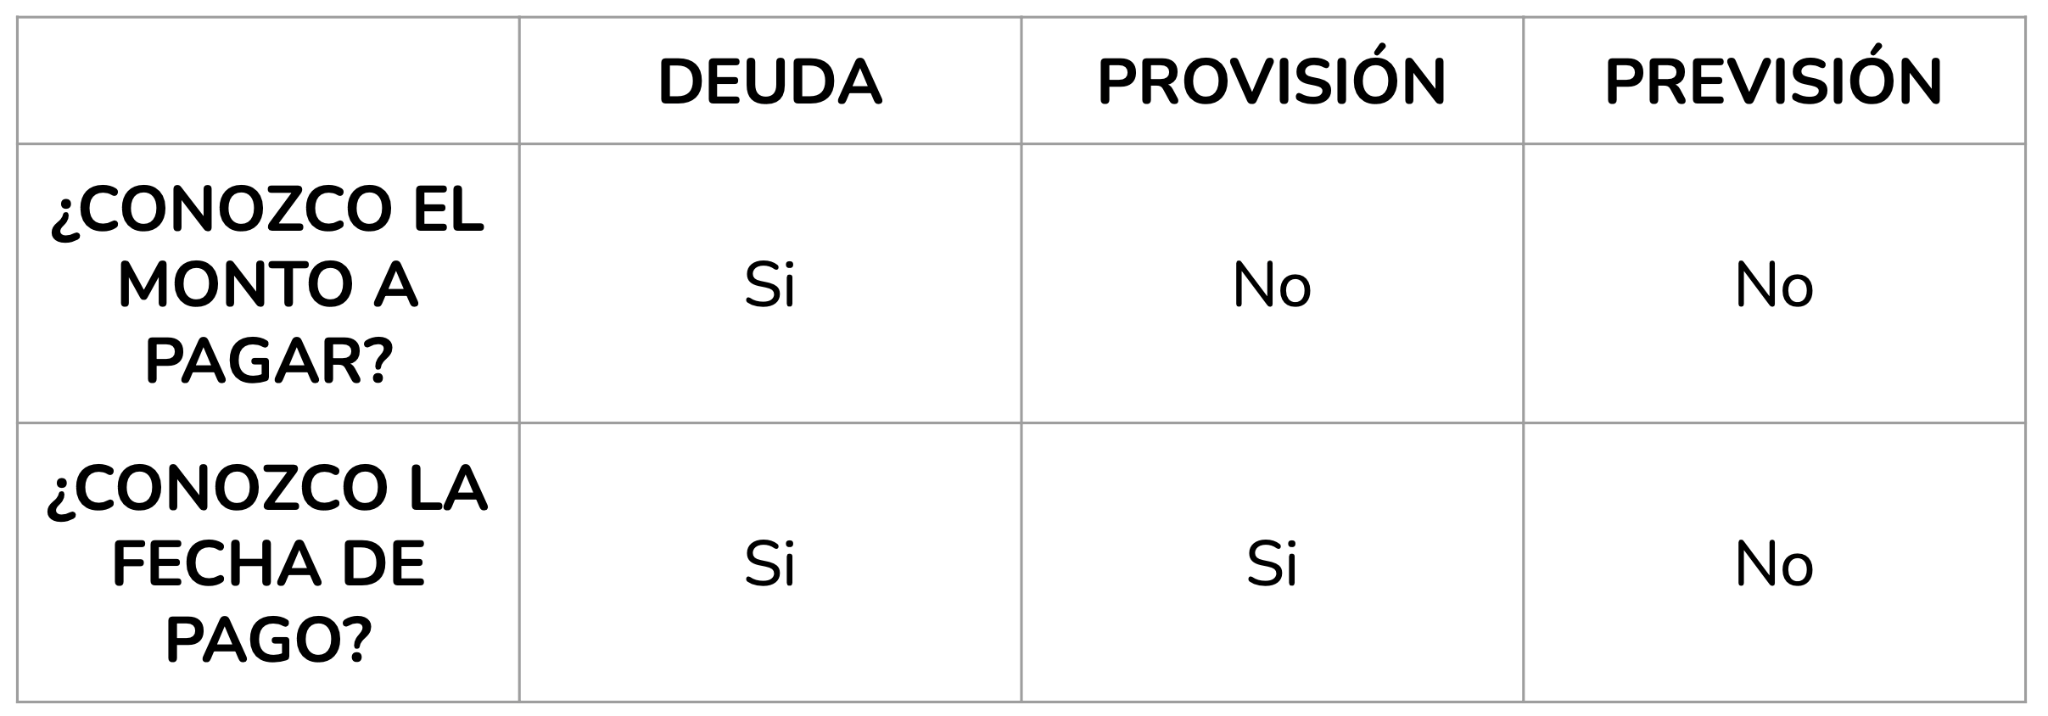 DEUDA PROVISIÓN PREVISIÓN
¿CONOZCO EL
MONTO A
PAGAR?
Si No No
¿CONOZCO LA
FECHA DE
PAGO?
Si Si No